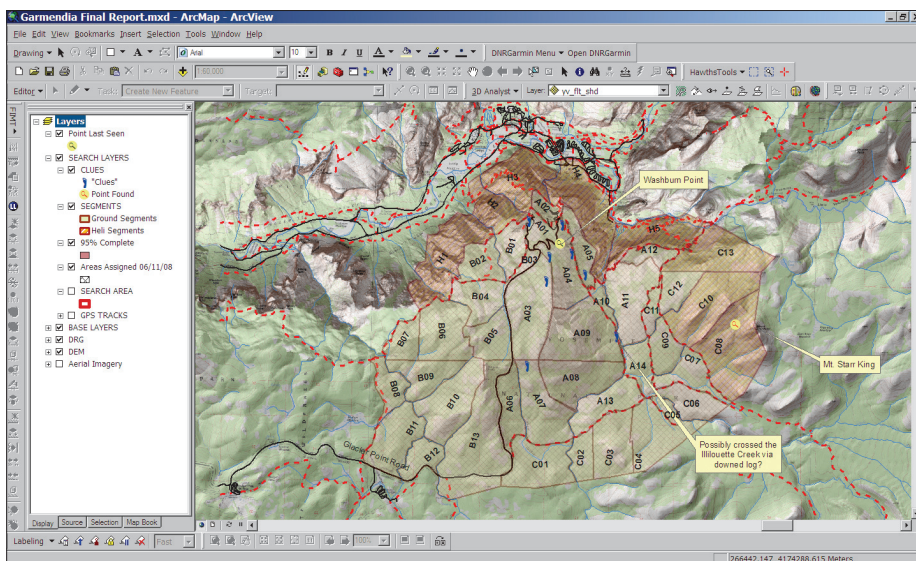 Garmendia Final Report.mxd - ArcMap - ArcView
File Edit View Bookmarks Insert Selection Tools Window Help
Drawing
A
Arial
10
B I U A
DNRGarmin Menu Open DNRGarmin
1:60,000
HawthsTools
Editor Task: Create New Feature Target:
3D Analyst Layer: yv_flt_shd
Layers
Point Last Seen
SEARCH LAYERS
CLUES
"Clues"
Point Found
SEGMENTS
Ground Segments
Heli Segments
95% Complete
Areas Assigned 06/11/08
SEARCH AREA
GPS TRACKS
BASE LAYERS
DRG
DEM
Aerial Imagery
Washburn Point
H3
H4
H2
A02
A01
H5
H1
B02
B01
B03
A05
A12
C13
A04
B04
A10
A11
C12
C10
A03
C11
B07
B06
B05
A09
C09
C08
C07
Mt. Starr King
B09
A08
A14
B08
B10
A06
A07
A13
C06
C05
B11
B13
Possibly crossed the
Illilouette Creek via
downed log?
Glacier Point Road
B12
C01
C02
C03
C04
Display Source Selection Map Book
Labeling
Fast
100%
266442.147 4174288.615 Meters